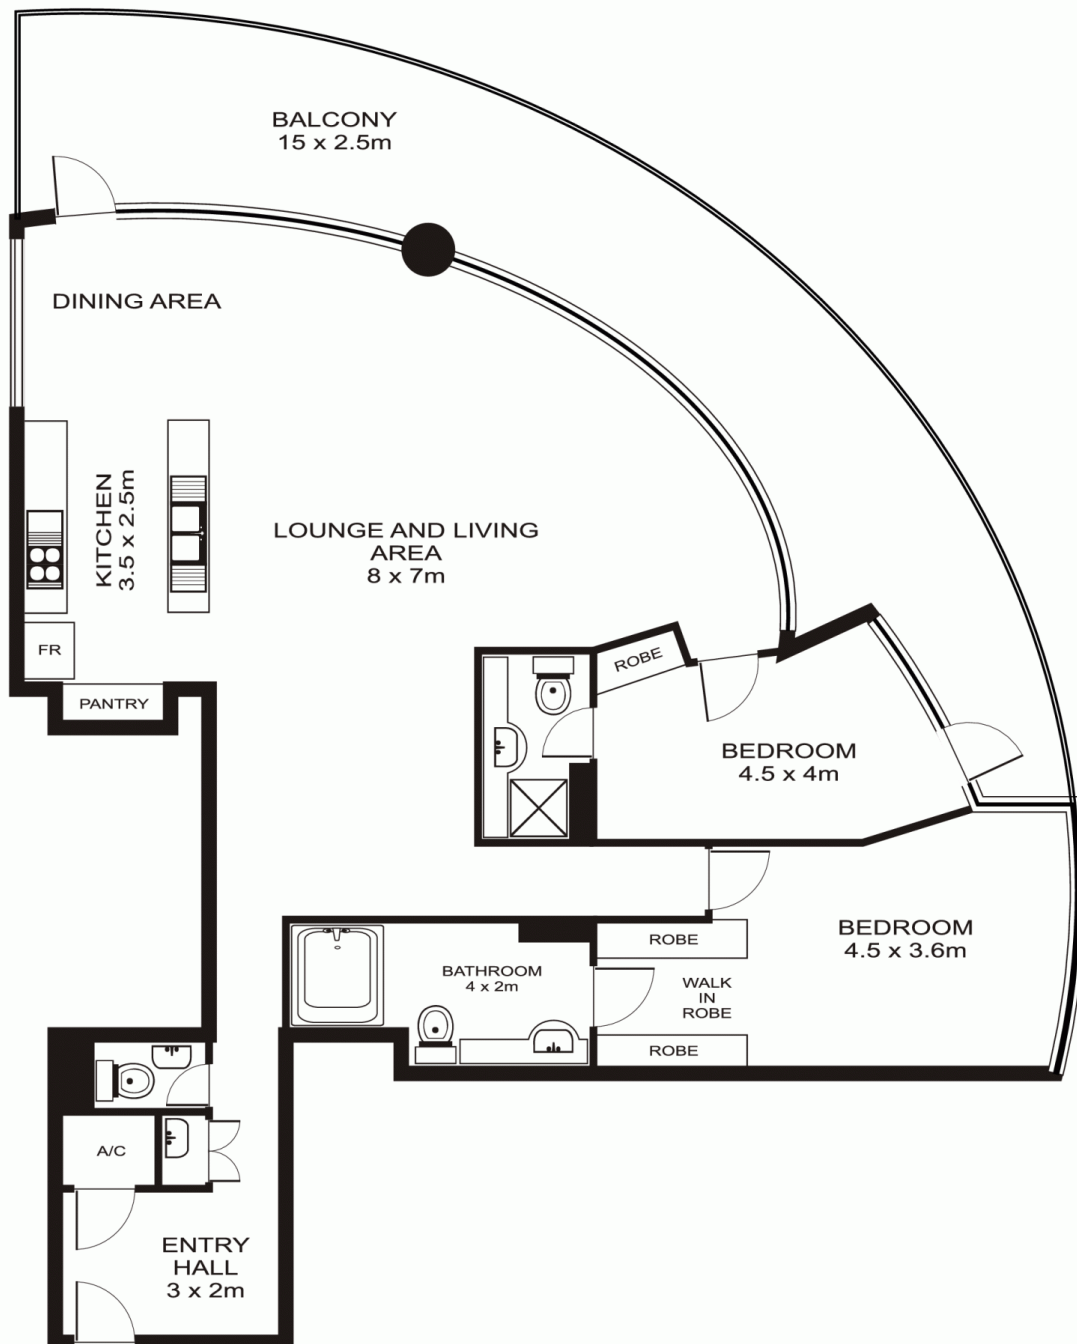 BALCONY
15 x 2.5m
DINING AREA
KITCHEN
3.5 x 2.5m
LOUNGE AND LIVING
AREA
8 x 7m
FR
PANTRY
ROBE
BEDROOM
4.5 x 4m
BEDROOM
4.5 x 3.6m
ROBE
BATHROOM
4 x 2m
WALK
IN
ROBE
ROBE
A/C
ENTRY
HALL
3 x 2m